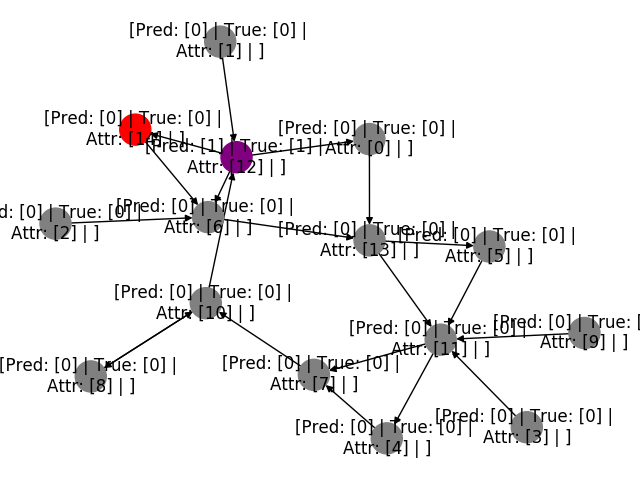 [Pred: [0] | True: [0] |
Attr: [1] | ]
[Pred: [0] | True: [0] |
Attr: [14] | ]
[Pred: [1] | True: [1] |
Attr: [12] | ]
[Pred: [0] | True: [0] |
Attr: [0] | ]
d: [0] | True: [0] |
Attr: [2] | ]
[Pred: [0] | True: [0] |
Attr: [6] | ]
[Pred: [0] | True: [0] |
Attr: [13] | ]
[Pred: [0] | True: [0] |
Attr: [5] | ]
[Pred: [0] | True: [0] |
Attr: [10] | ]
[Pred: [0] | True: [0] |
Attr: [11] | ]
[Pred: [0] | True: [
Attr: [9] | ]
[Pred: [0] | True: [0] |
Attr: [8] | ]
[Pred: [0] | True: [0] |
Attr: [7] | ]
[Pred: [0] | True: [0] |
Attr: [4] | ]
[Pred: [0] | True: [0] |
Attr: [3] | ]